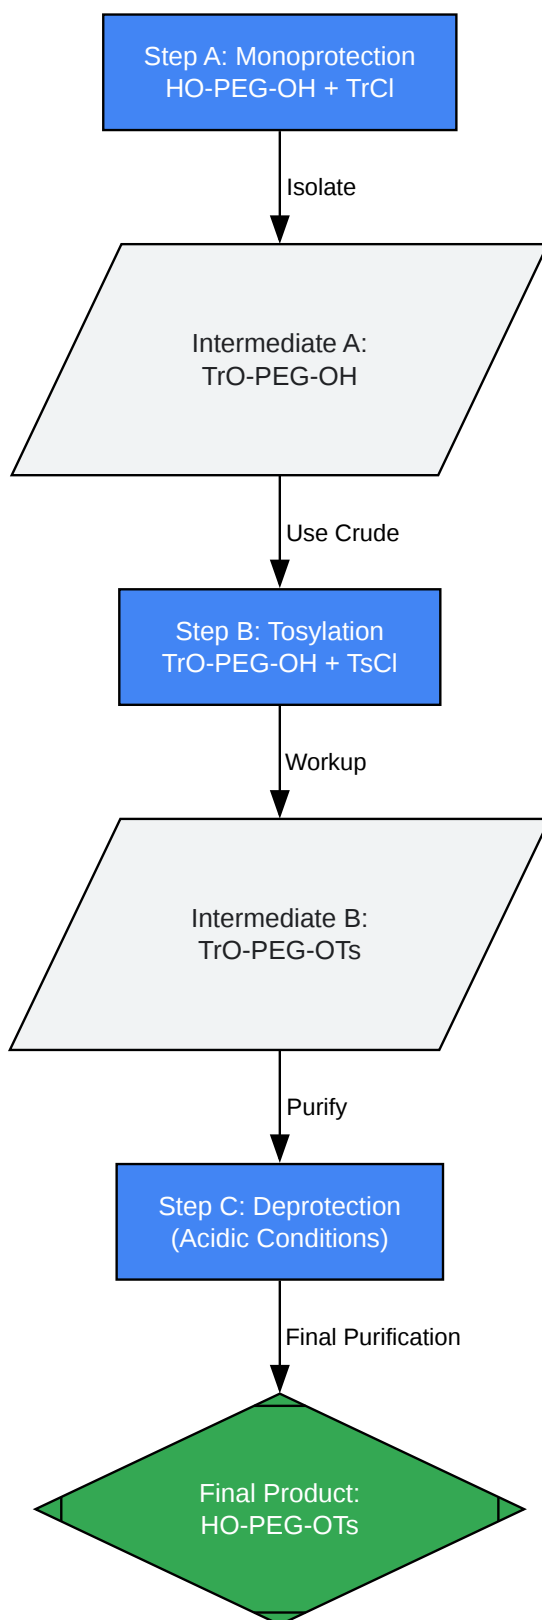 Step A: Monoprotection
HO-PEG-OH + TrCl
Isolate
Intermediate A:
TrO-PEG-OH
Use Crude
Step B: Tosylation
TrO-PEG-OH + TsCl
Workup
Intermediate B:
TrO-PEG-OTs
Purify
Step C: Deprotection
(Acidic Conditions)
Final Purification
Final Product:
HO-PEG-OTs